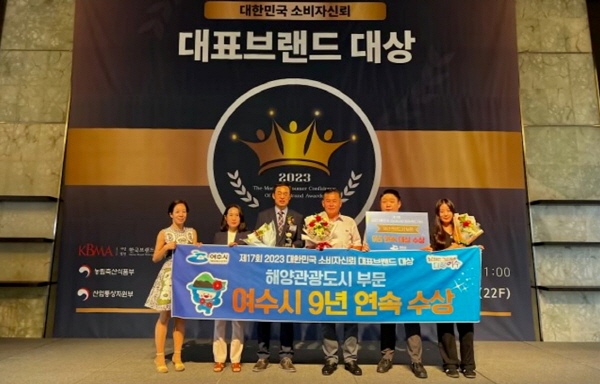 대한민국 소비자신뢰
대표브랜드 대상
2023
KBMA
농림축산식품부
산업통상자원부
1:00
(22F)
여수시
제17회 2023 대한민국 소비자신뢰 대표브랜드 대상
해양관광도시 부문
여수시 9년 연속 수상